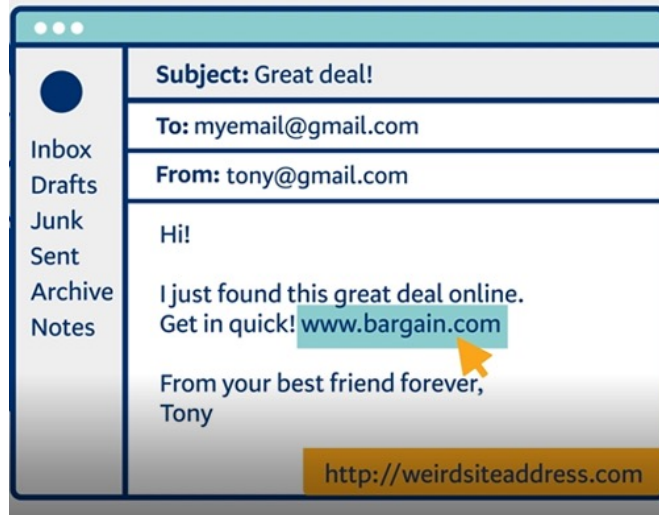 Subject: Great deal!
To: myemail@gmail.com
From: tony@gmail.com
Inbox
Drafts
Junk
Sent
Archive
Notes
Hi!
I just found this great deal online.
Get in quick! www.bargain.com
From your best friend forever,
Tony
http://weirdsiteaddress.com